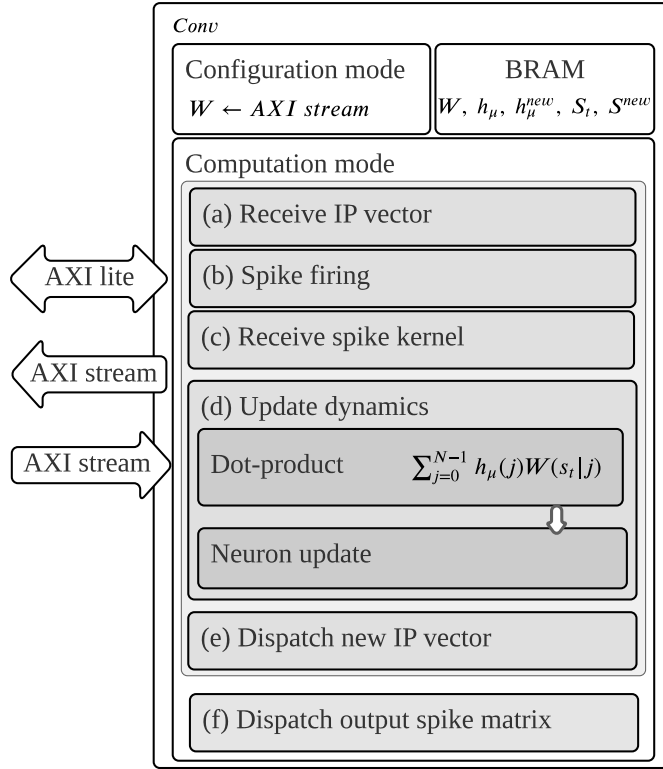 Conv
Configuration mode
W ← AXI stream
BRAM
W, h_μ, h_μ^{new}, S_t, S^{new}
Computation mode
(a) Receive IP vector
(b) Spike firing
(c) Receive spike kernel
(d) Update dynamics
Dot-product ∑_{j=0}^{N−1} h_μ(j)W(s_t|j)
Neuron update
(e) Dispatch new IP vector
(f) Dispatch output spike matrix
AXI lite
AXI stream
AXI stream